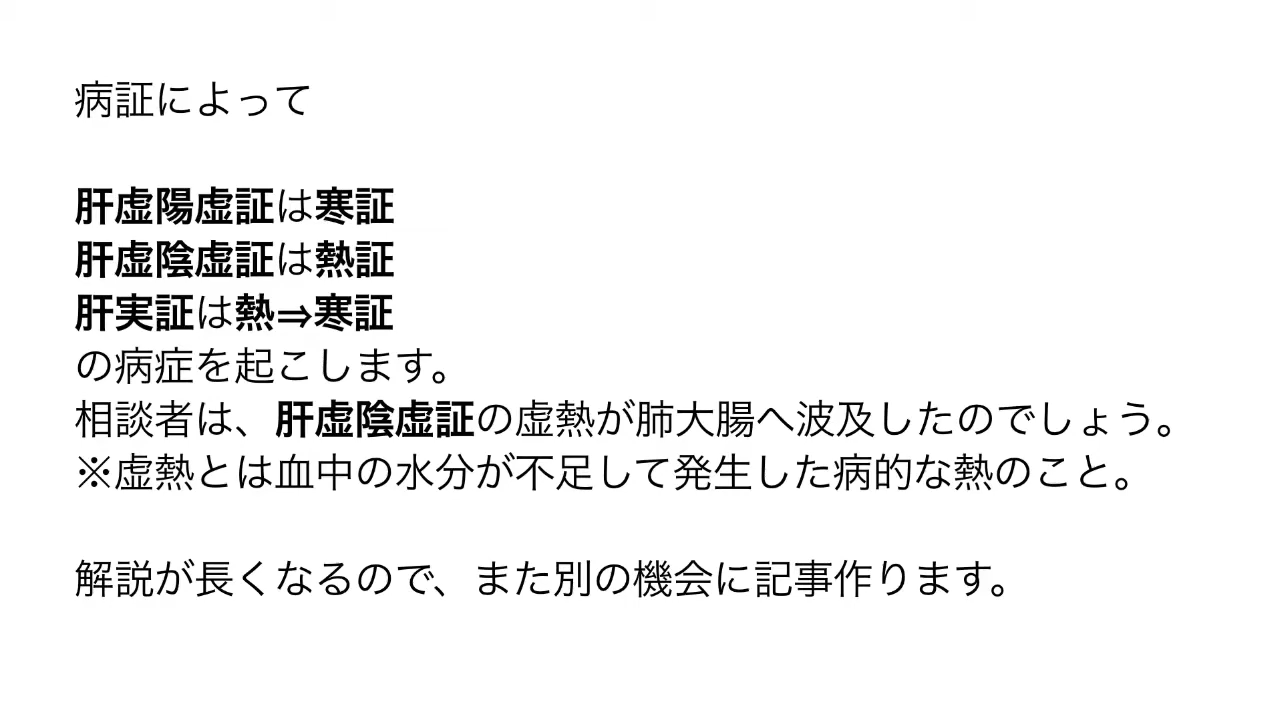 病証によって
肝虚陽虚証は寒証
肝虚陰虚証は熱証
肝実証は熱⇒寒証
の病症を起こします。
相談者は、肝虚陰虚証の虚熱が肺大腸へ波及したのでしょう。
※虚熱とは血中の水分が不足して発生した病的な熱のこと。
解説が長くなるので、また別の機会に記事作ります。